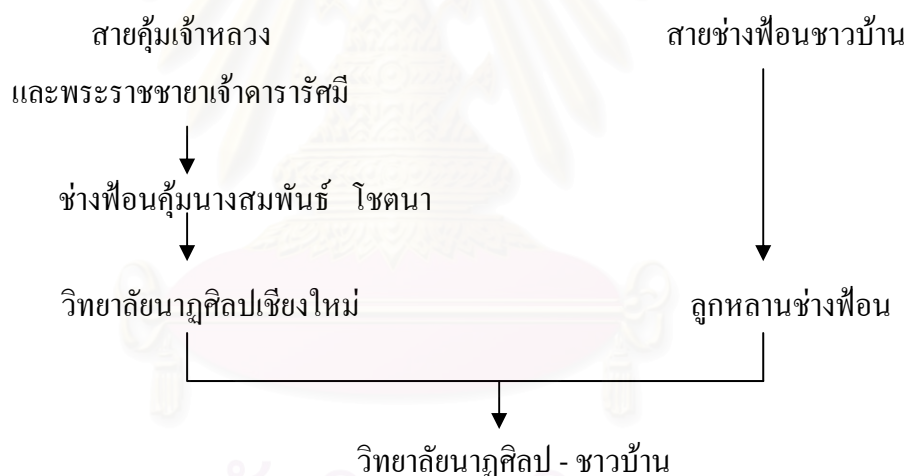 สายคุ้มเจ้าหลวง
และพระราชชายาเจ้าดารารัศมี
สายช่างฟ้อนชาวบ้าน
ช่างฟ้อนคุ้มนางสมพันธ์ โชตนา
วิทยาลัยนาฏศิลปเชียงใหม่
ลูกหลานช่างฟ้อน
วิทยาลัยนาฏศิลป - ชาวบ้าน